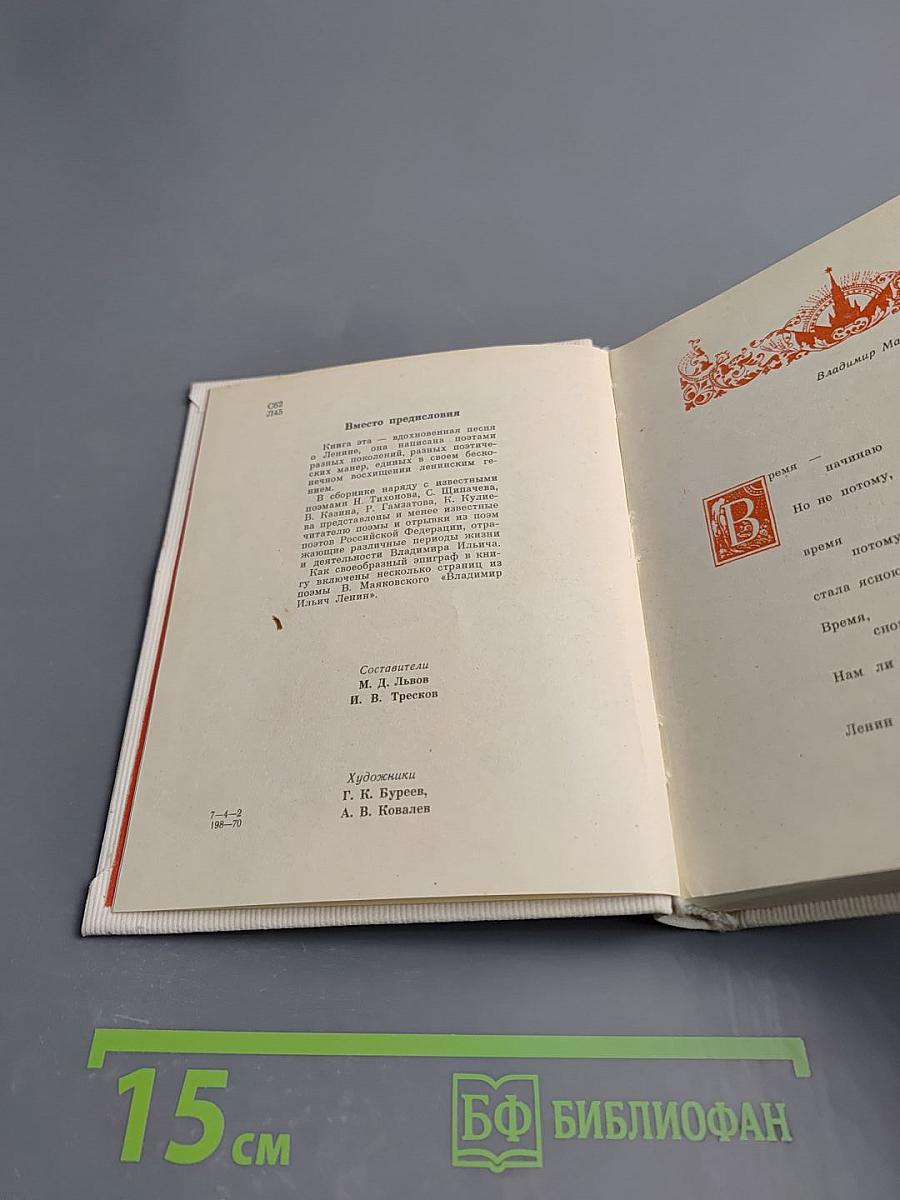 С62
Л45
Вместо предисловия
Книга эта — вдохновенная песня
о Ленине, она написана поэтами
разных поколений, разных поэтиче-
ских манер, единых в своем беско-
нечном восхищении ленинским ге-
нием.
В сборнике наряду с известными
поэмами Н. Тихонова, С. Щипачева,
В. Казина, Р. Гамзатова, К. Кулие-
ва представлены и менее известные
читателю поэмы и отрывки из поэм
поэтов Российской Федерации, отра-
жающие различные периоды жизни
и деятельности Владимира Ильича.
Как своеобразный эпиграф в кни-
гу включены несколько страниц из
поэмы В. Маяковского «Владимир
Ильич Ленин».
Составители
М. Д. Львов
И. В. Тресков
Художники
Г. К. Буреев,
А. В. Ковалев
7—4—2
198—70
Владимир Ма
Время —
начинаю
Но не потому,
время
потому
стала ясною
Время,
снов
Нам ли
Ленин
15 см
БФ БИБЛИОФАН